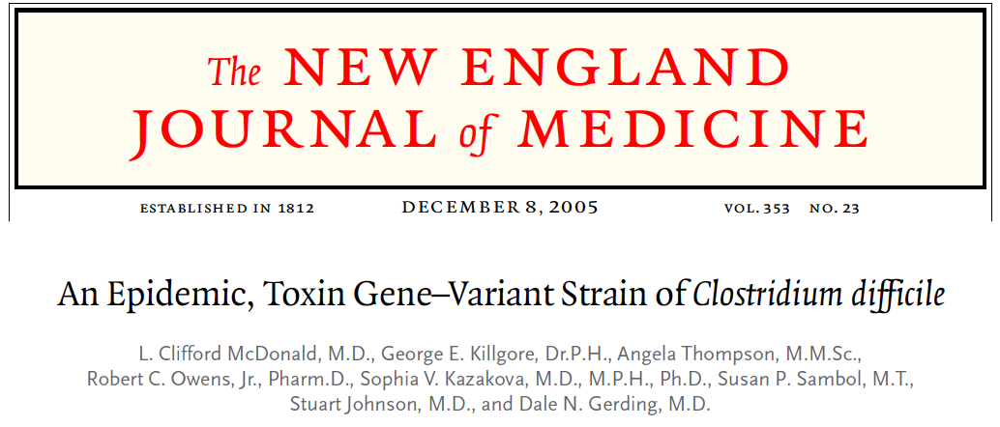 The NEW ENGLAND
JOURNAL of MEDICINE
ESTABLISHED IN 1812 DECEMBER 8, 2005 VOL. 353 NO. 23
An Epidemic, Toxin Gene–Variant Strain of Clostridium difficile
L. Clifford McDonald, M.D., George E. Killgore, Dr.P.H., Angela Thompson, M.M.Sc.,
Robert C. Owens, Jr., Pharm.D., Sophia V. Kazakova, M.D., M.P.H., Ph.D., Susan P. Sambol, M.T.,
Stuart Johnson, M.D., and Dale N. Gerding, M.D.